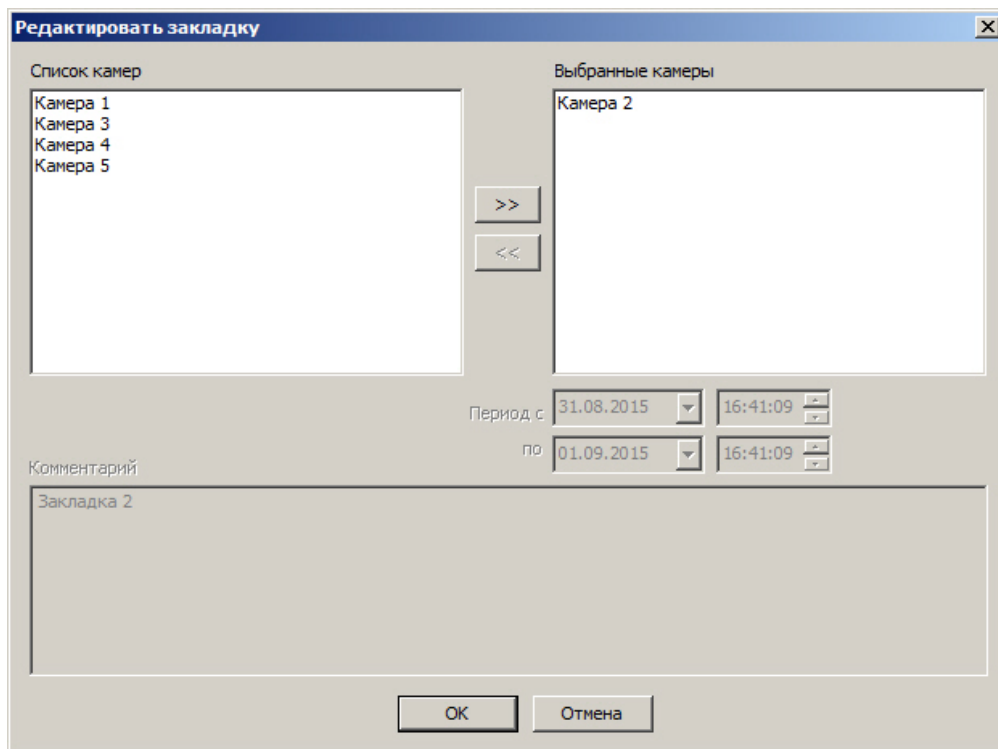 Редактировать закладку
Список камер
Выбранные камеры
Камера 1
Камера 3
Камера 4
Камера 5
Камера 2
>>
<<
Период с 31.08.2015 16:41:09
по 01.09.2015 16:41:09
Комментарий
Закладка 2
OK
Отмена